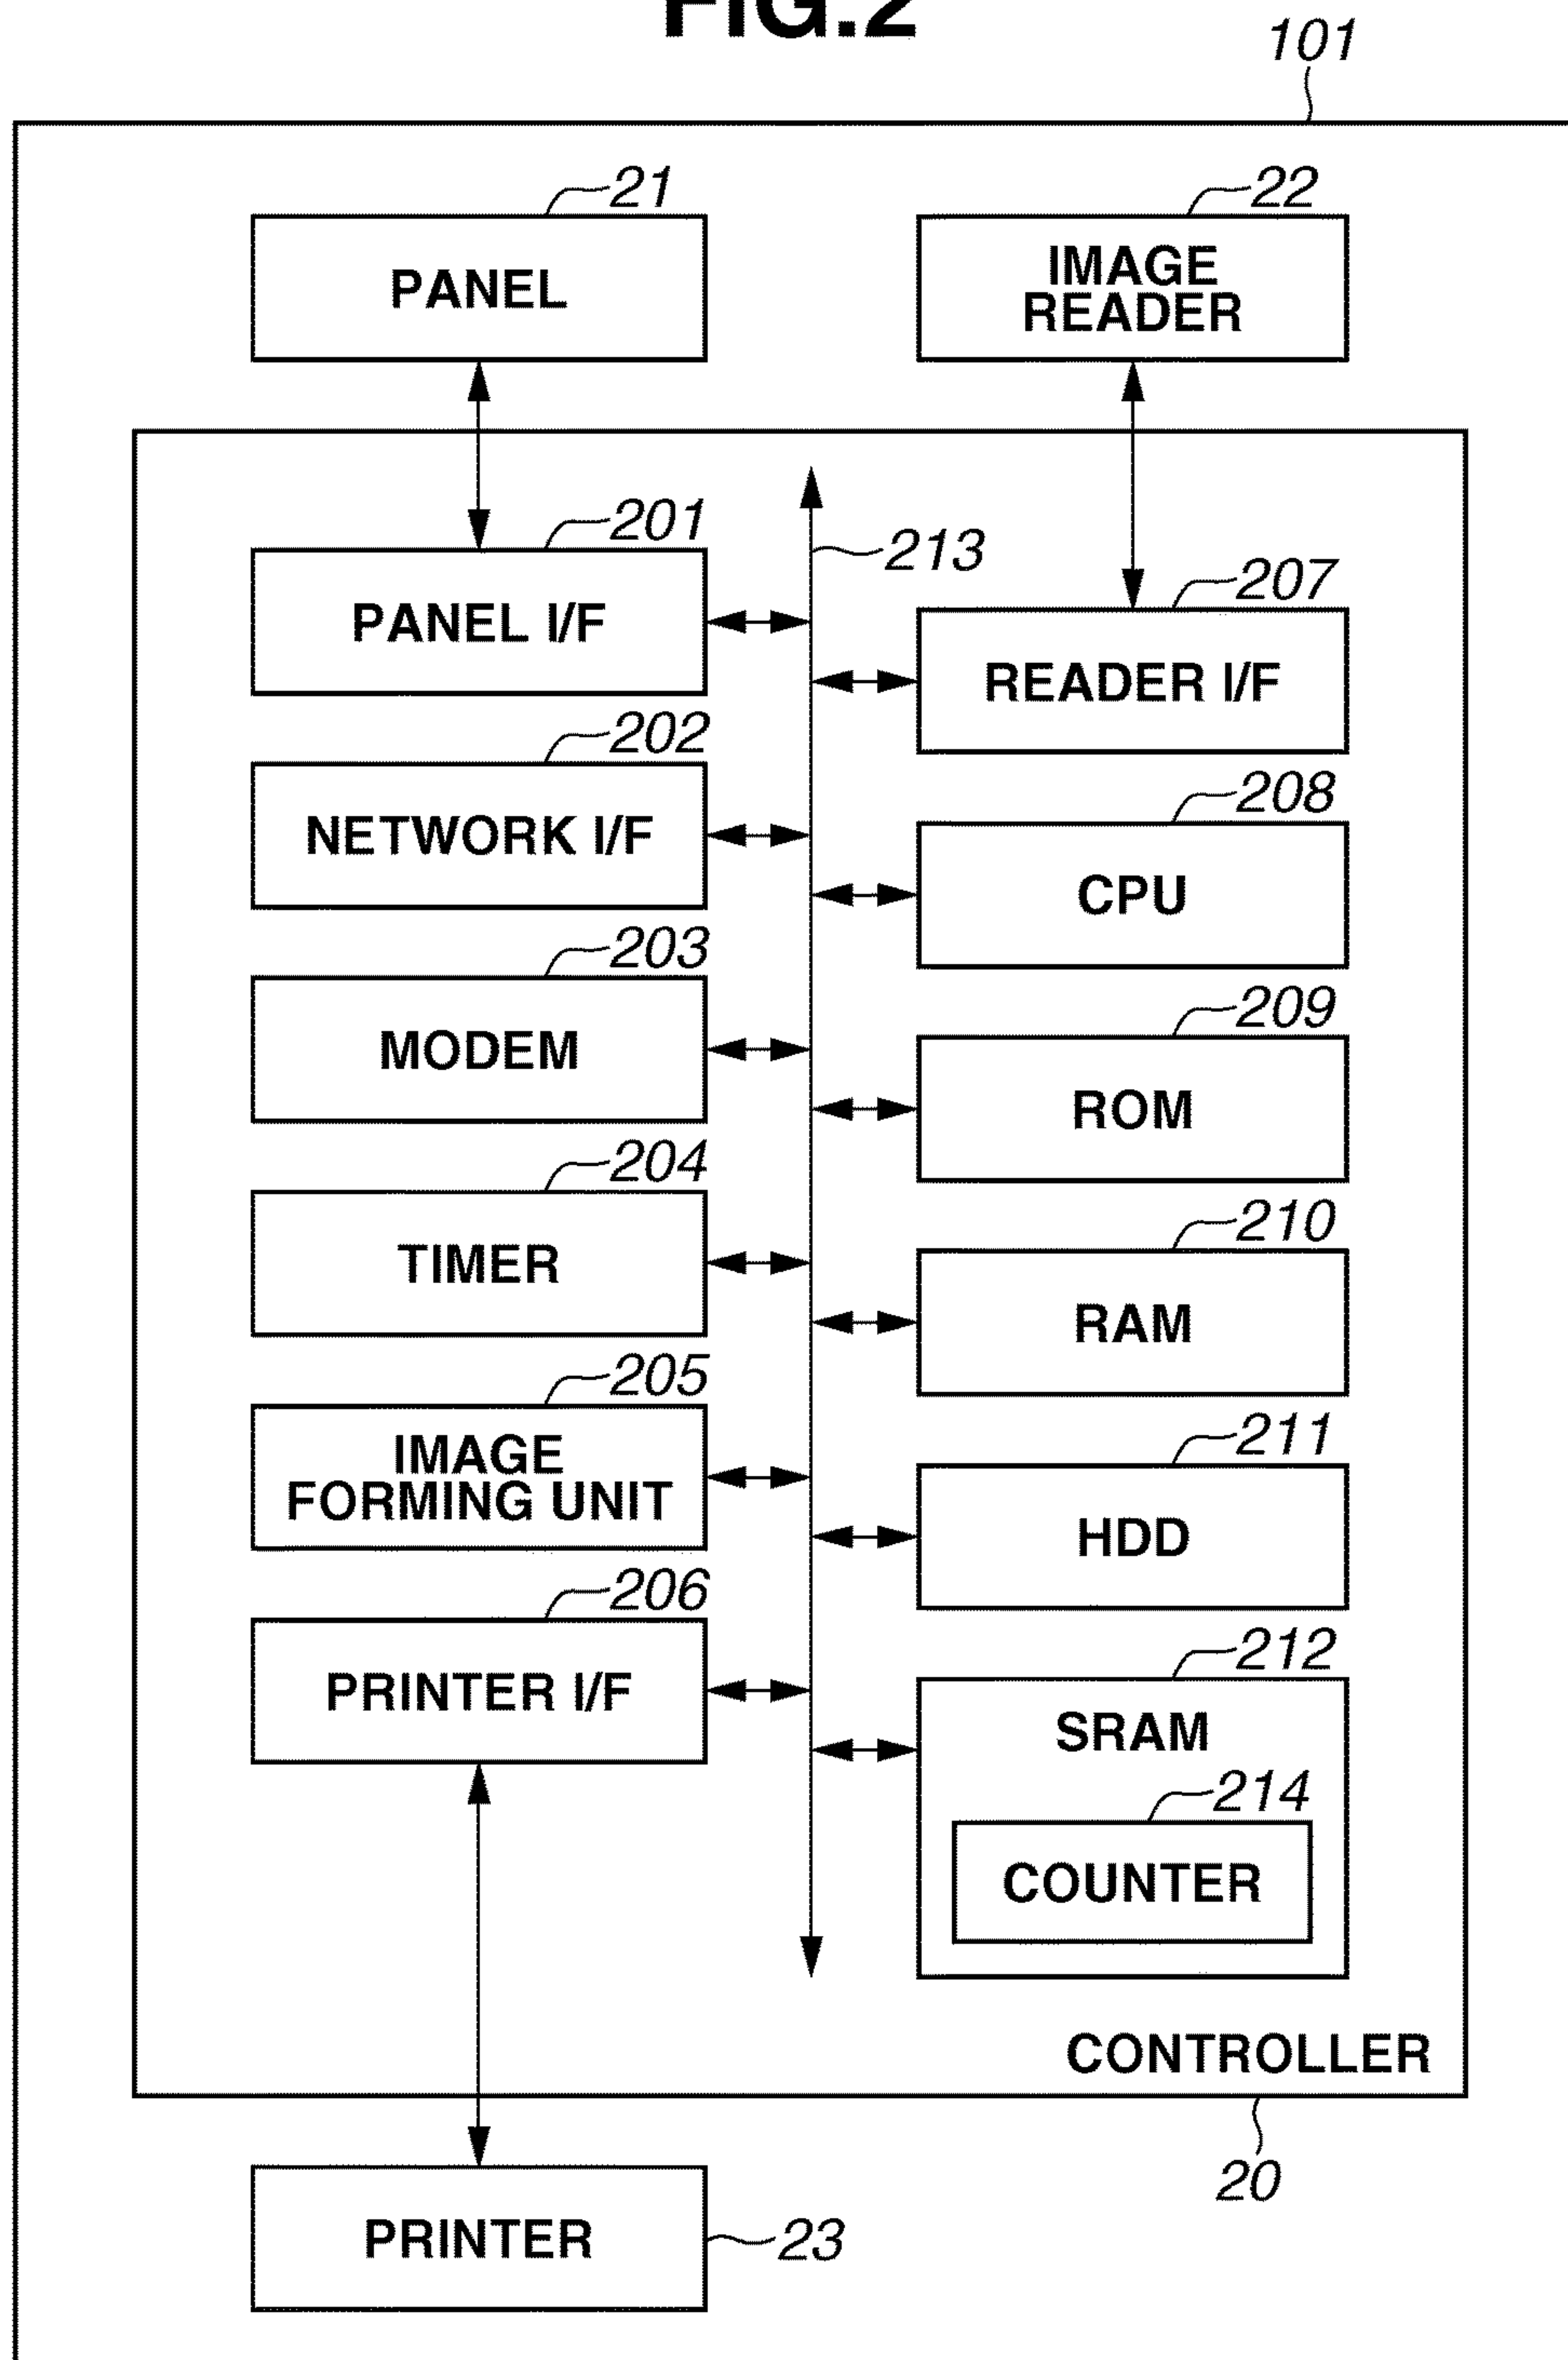 FIG.2
101
21
PANEL
22
IMAGE
READER
201
PANEL I/F
213
207
READER I/F
202
NETWORK I/F
208
CPU
203
MODEM
209
ROM
204
TIMER
210
RAM
205
IMAGE
FORMING UNIT
211
HDD
206
PRINTER I/F
212
SRAM
214
COUNTER
CONTROLLER
20
PRINTER
23